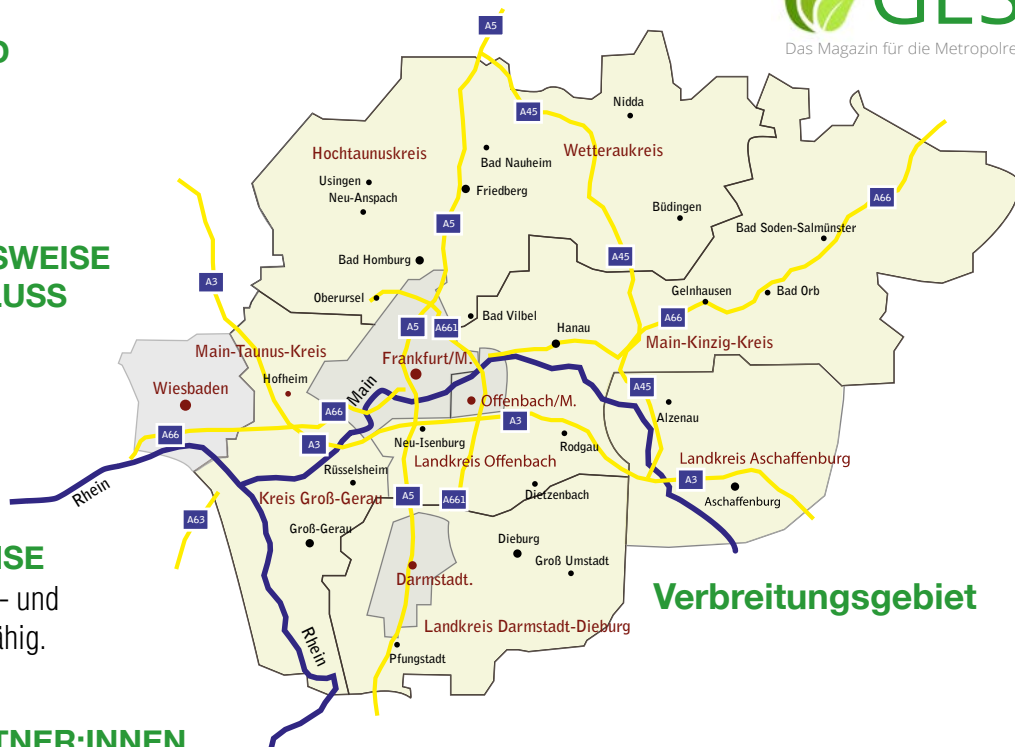 GES
Das Magazin für die Metropolre
SWEISE
LUSS
ISE
- und
ähig.
TNER:INNEN
A5
A45
Nidda
Hochtaunuskreis
Wetteraukreis
Bad Nauheim
Usingen
Friedberg
Neu-Anspach
A66
Büdingen
A5
Bad Soden-Salmünster
Bad Homburg
A45
A3
Oberursel
Gelnhausen
Bad Orb
Bad Vilbel
A66
A5
A661
Hanau
Main-Kinzig-Kreis
Main-Taunus-Kreis
Frankfurt/M.
Hofheim
Wiesbaden
Main
A45
Offenbach/M.
Alzenau
A66
A3
A66
A3
Neu-Isenburg
Rodgau
Landkreis Offenbach
Landkreis Aschaffenburg
Rüsselsheim
A3
Rhein
Kreis Groß-Gerau
A5
A661
Dietzenbach
Aschaffenburg
A63
Groß-Gerau
Dieburg
Groß Umstadt
Darmstadt.
Verbreitungsgebiet
Landkreis Darmstadt-Dieburg
Rhein
Pfungstadt